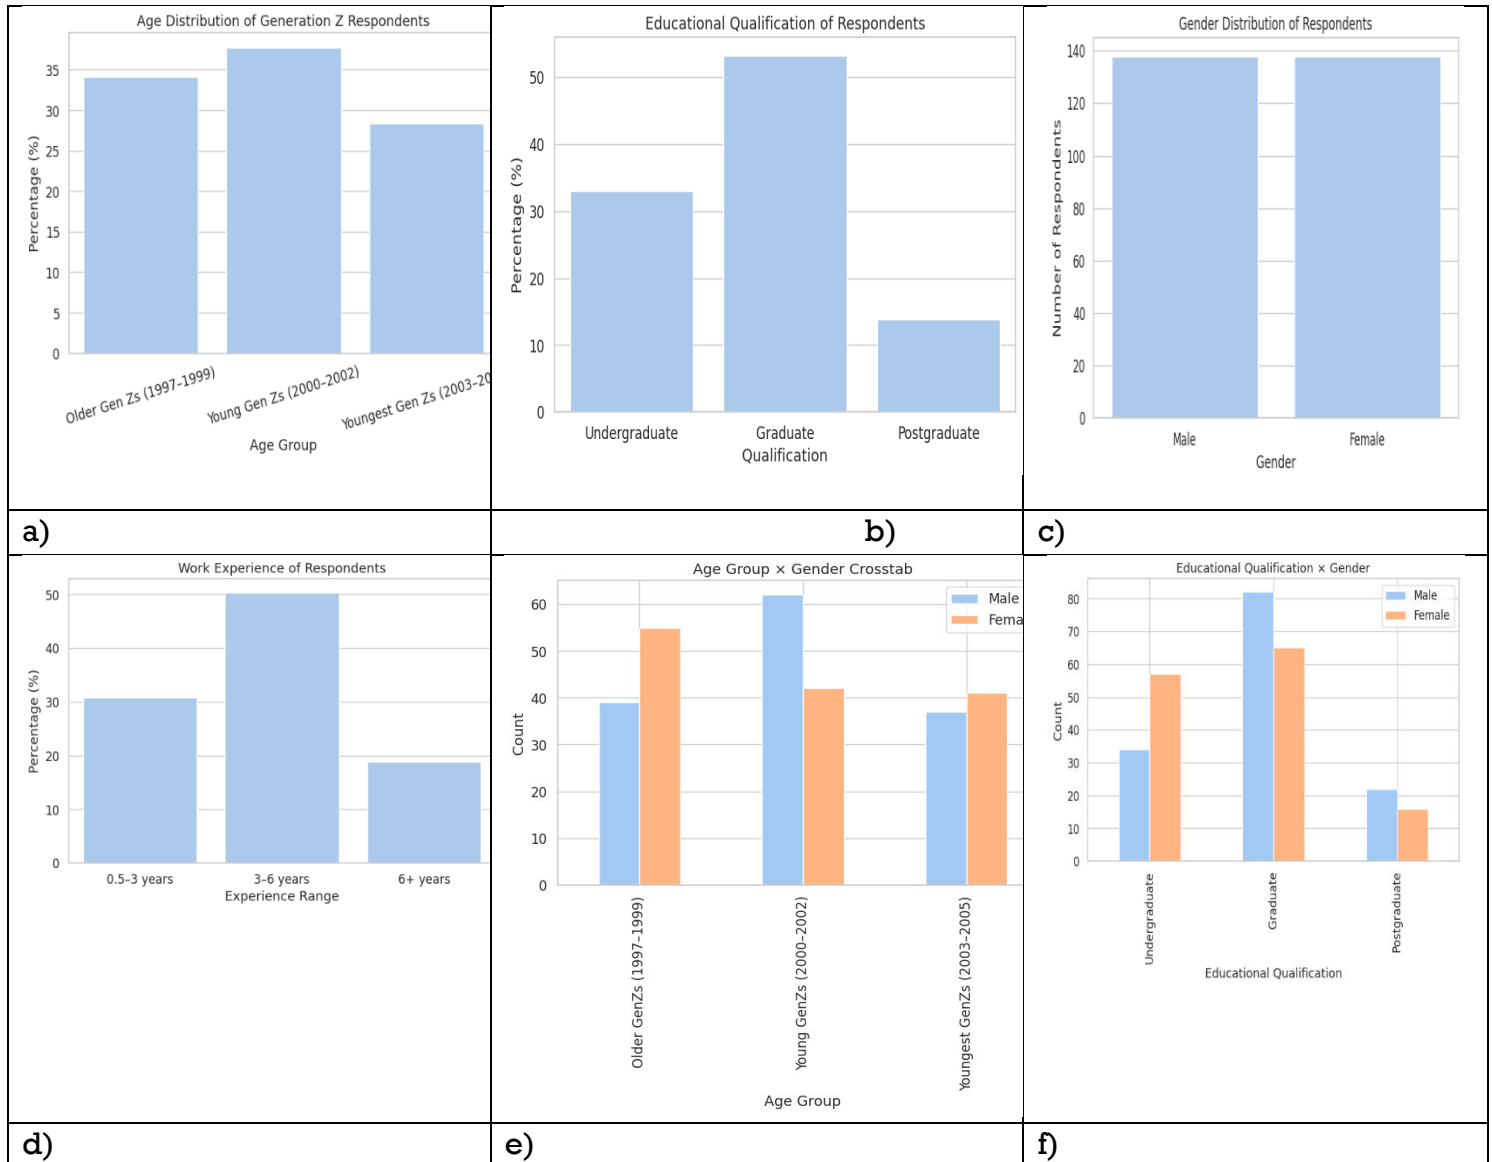 Age Distribution of Generation Z Respondents
Percentage (%)
35
30
25
20
15
10
5
0
Older Gen Zs (1997–1999)
Young Gen Zs (2000–2002)
Youngest Gen Zs (2003–20
Age Group
a)
Educational Qualification of Respondents
Percentage (%)
50
40
30
20
10
0
Undergraduate
Graduate
Postgraduate
Qualification
b)
Gender Distribution of Respondents
Number of Respondents
140
120
100
80
60
40
20
0
Male
Female
Gender
c)
Work Experience of Respondents
Percentage (%)
50
40
30
20
10
0
0.5–3 years
3–6 years
6+ years
Experience Range
d)
Age Group × Gender Crosstab
Male
Fema
Count
60
50
40
30
20
10
0
Older GenZs (1997–1999)
Young GenZs (2000–2002)
Youngest GenZs (2003–2005)
Age Group
e)
Educational Qualification × Gender
Male
Female
Count
80
70
60
50
40
30
20
10
0
Undergraduate
Graduate
Postgraduate
Educational Qualification
f)